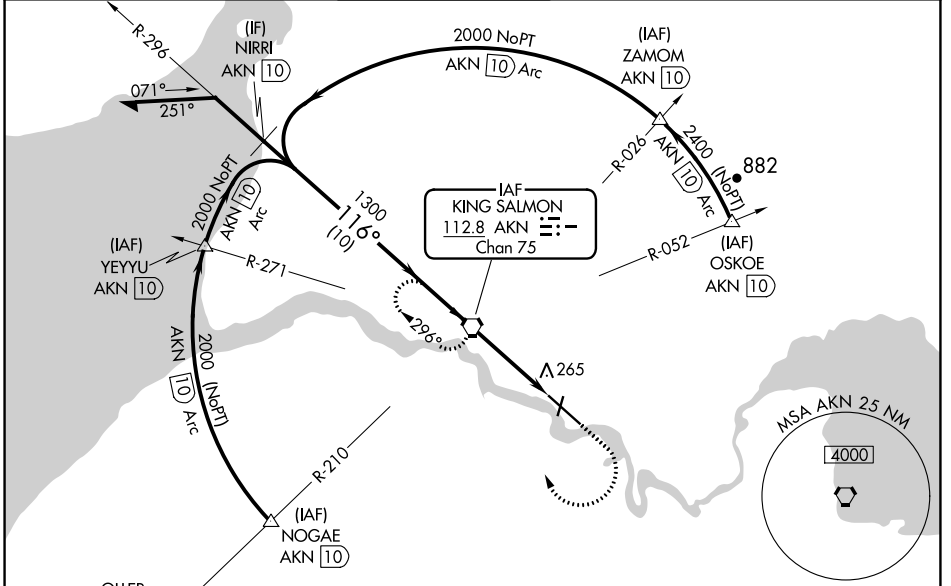 R-296
(IF)
NIRRI
AKN 10
2000 NoPT
AKN 10 Arc
(IAF)
ZAMOM
AKN 10
071°
251°
R-026
2400 (NoPT)
AKN 10 Arc
882
2000 NoPT
AKN 10 Arc
1300
116°
(10)
IAF
KING SALMON
112.8 AKN
Chan 75
R-052
(IAF)
OSKOE
AKN 10
(IAF)
YEYYU
AKN 10
R-271
296°
2000 (NoPT)
AKN 10 Arc
265
MSA AKN 25 NM
4000
R-210
(IAF)
NOGAE
AKN 10